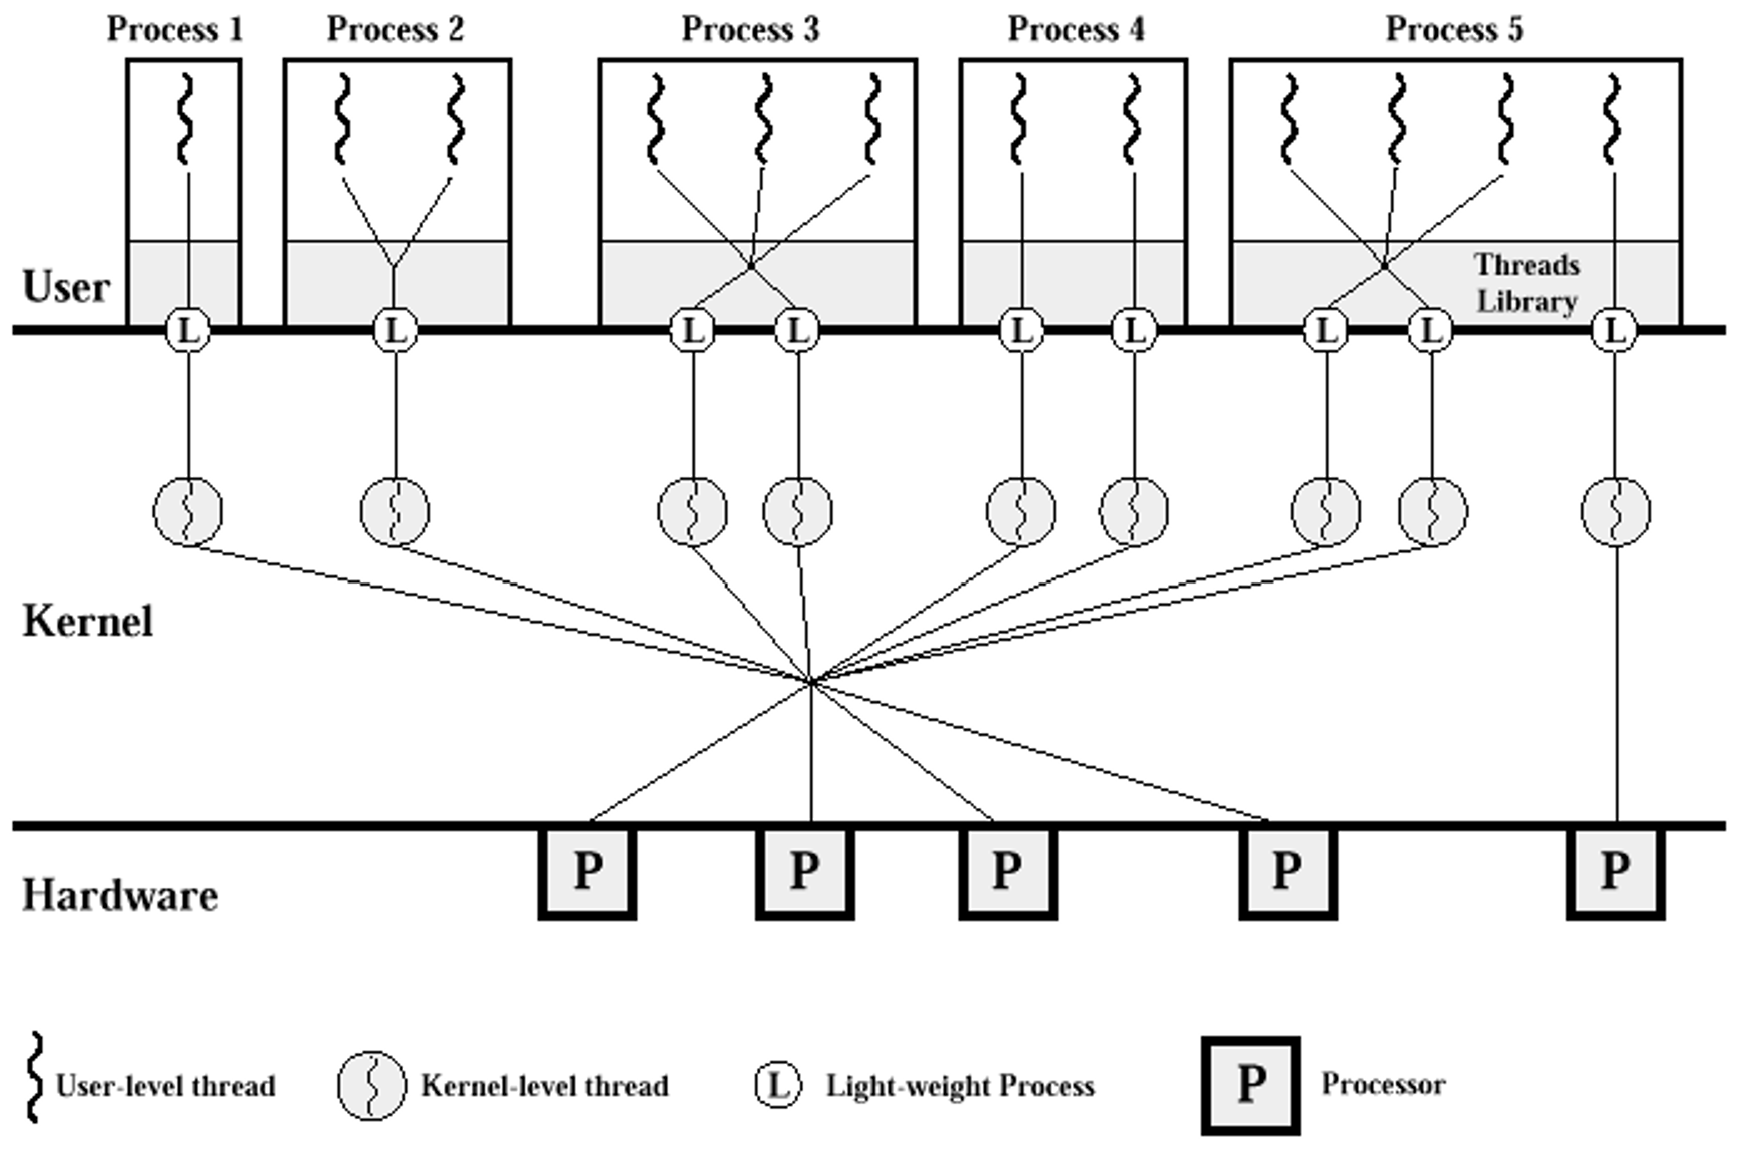 Process 1 Process 2 Process 3 Process 4 Process 5
Threads
Library
User
L L L L L L L L L
Kernel
P P P P P
Hardware
User-level thread Kernel-level thread L Light-weight Process P Processor